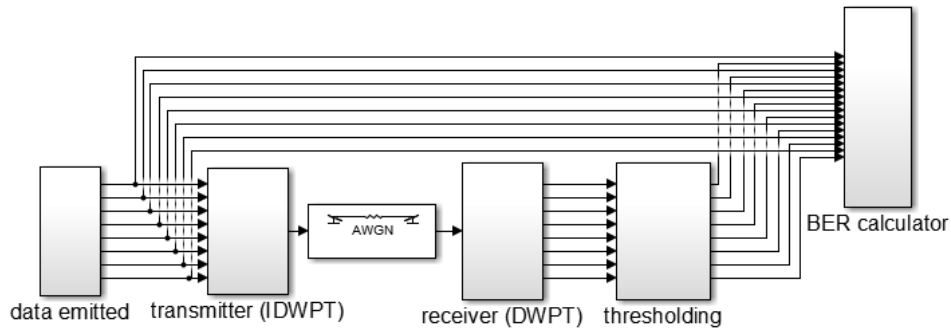 BER calculator
AWGN
data emitted
transmitter (IDWPT)
receiver (DWPT)
thresholding